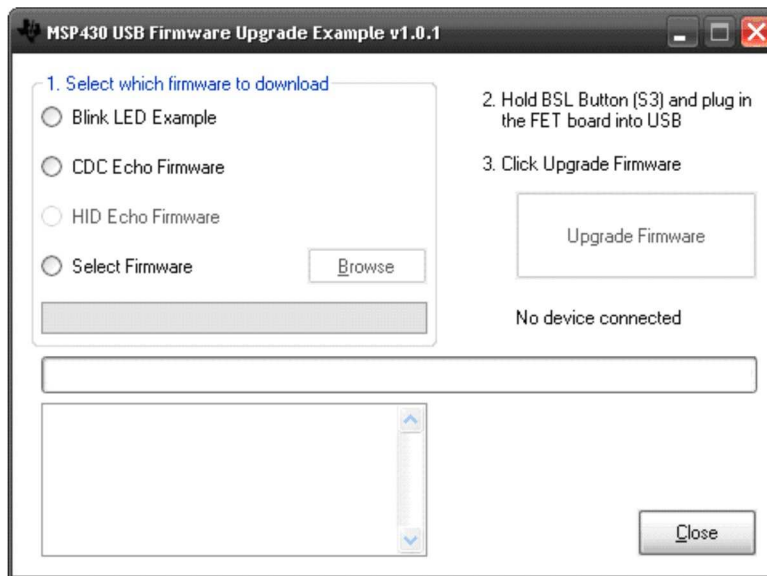 MSP430 USB Firmware Upgrade Example v1.0.1
1. Select which firmware to download
Blink LED Example
CDC Echo Firmware
HID Echo Firmware
Select Firmware
Browse
2. Hold BSL Button (S3) and plug in
the FET board into USB
3. Click Upgrade Firmware
Upgrade Firmware
No device connected
Close